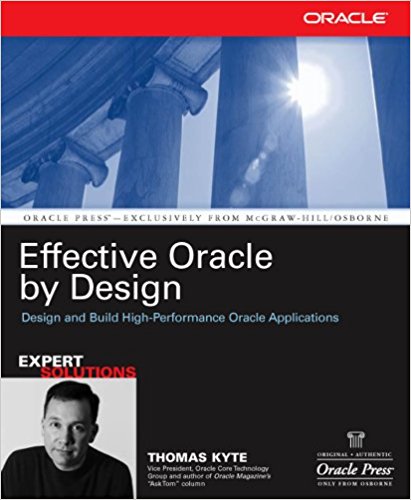 ORACLE
ORACLE PRESS™—EXCLUSIVELY FROM McGRAW-HILL/OSBORNE
Effective Oracle
by Design
Design and Build High-Performance Oracle Applications
EXPERT
SOLUTIONS
THOMAS KYTE
Vice President, Oracle Core Technology
Group and author of Oracle Magazine's
"AskTom" column
ORIGINAL • AUTHENTIC
Oracle Press™
ONLY FROM OSBORNE